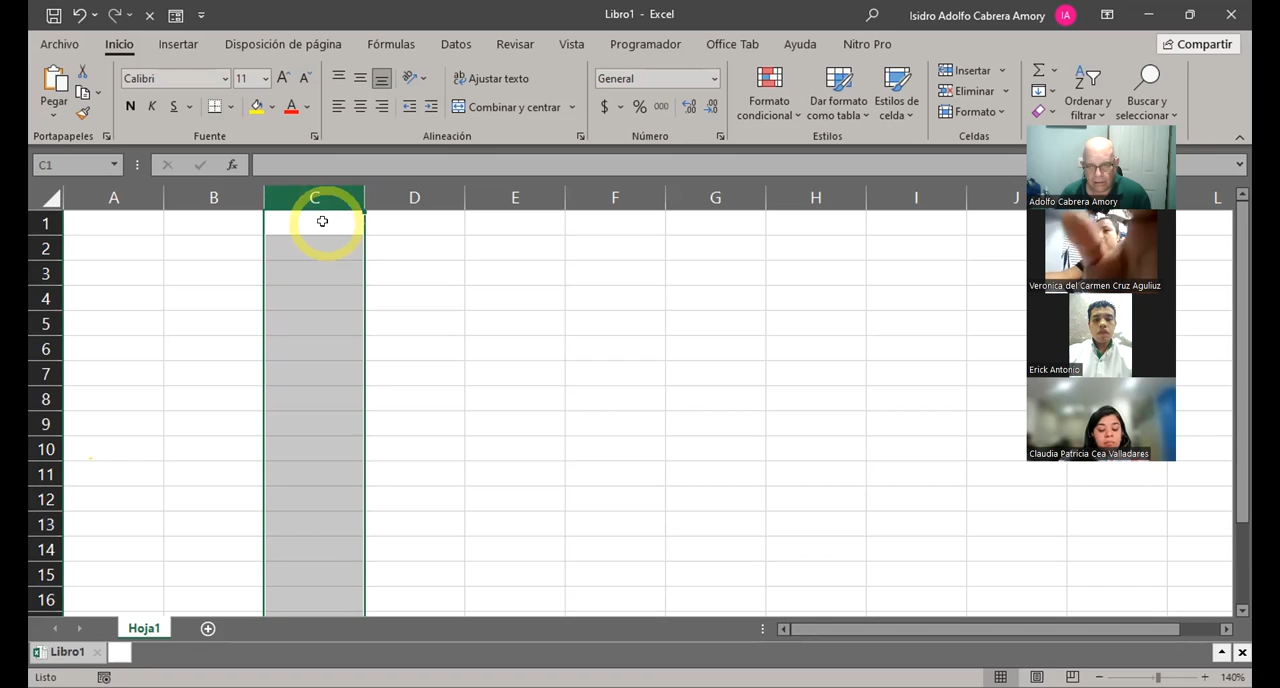 Libro1 - Excel
Isidro Adolfo Cabrera Amory
IA
Archivo Inicio Insertar Disposición de página Fórmulas Datos Revisar Vista Programador Office Tab Ayuda Nitro Pro
Compartir
Pegar
Portapapeles
Calibri 11
N K S
Fuente
Ajustar texto
Combinar y centrar
Alineación
General
$ % 000
Número
Formato condicional
Dar formato como tabla
Estilos de celda
Estilos
Insertar
Eliminar
Formato
Celdas
Ordenar y filtrar
Buscar y seleccionar
C1
fx
A B C D E F G H I J L
1
2
3
4
5
6
7
8
9
10
11
12
13
14
15
16
Adolfo Cabrera Amory
Veronica del Carmen Cruz Aguliuz
Erick Antonio
Claudia Patricia Cea Valladares
Hoja1
Libro1
Listo
140%